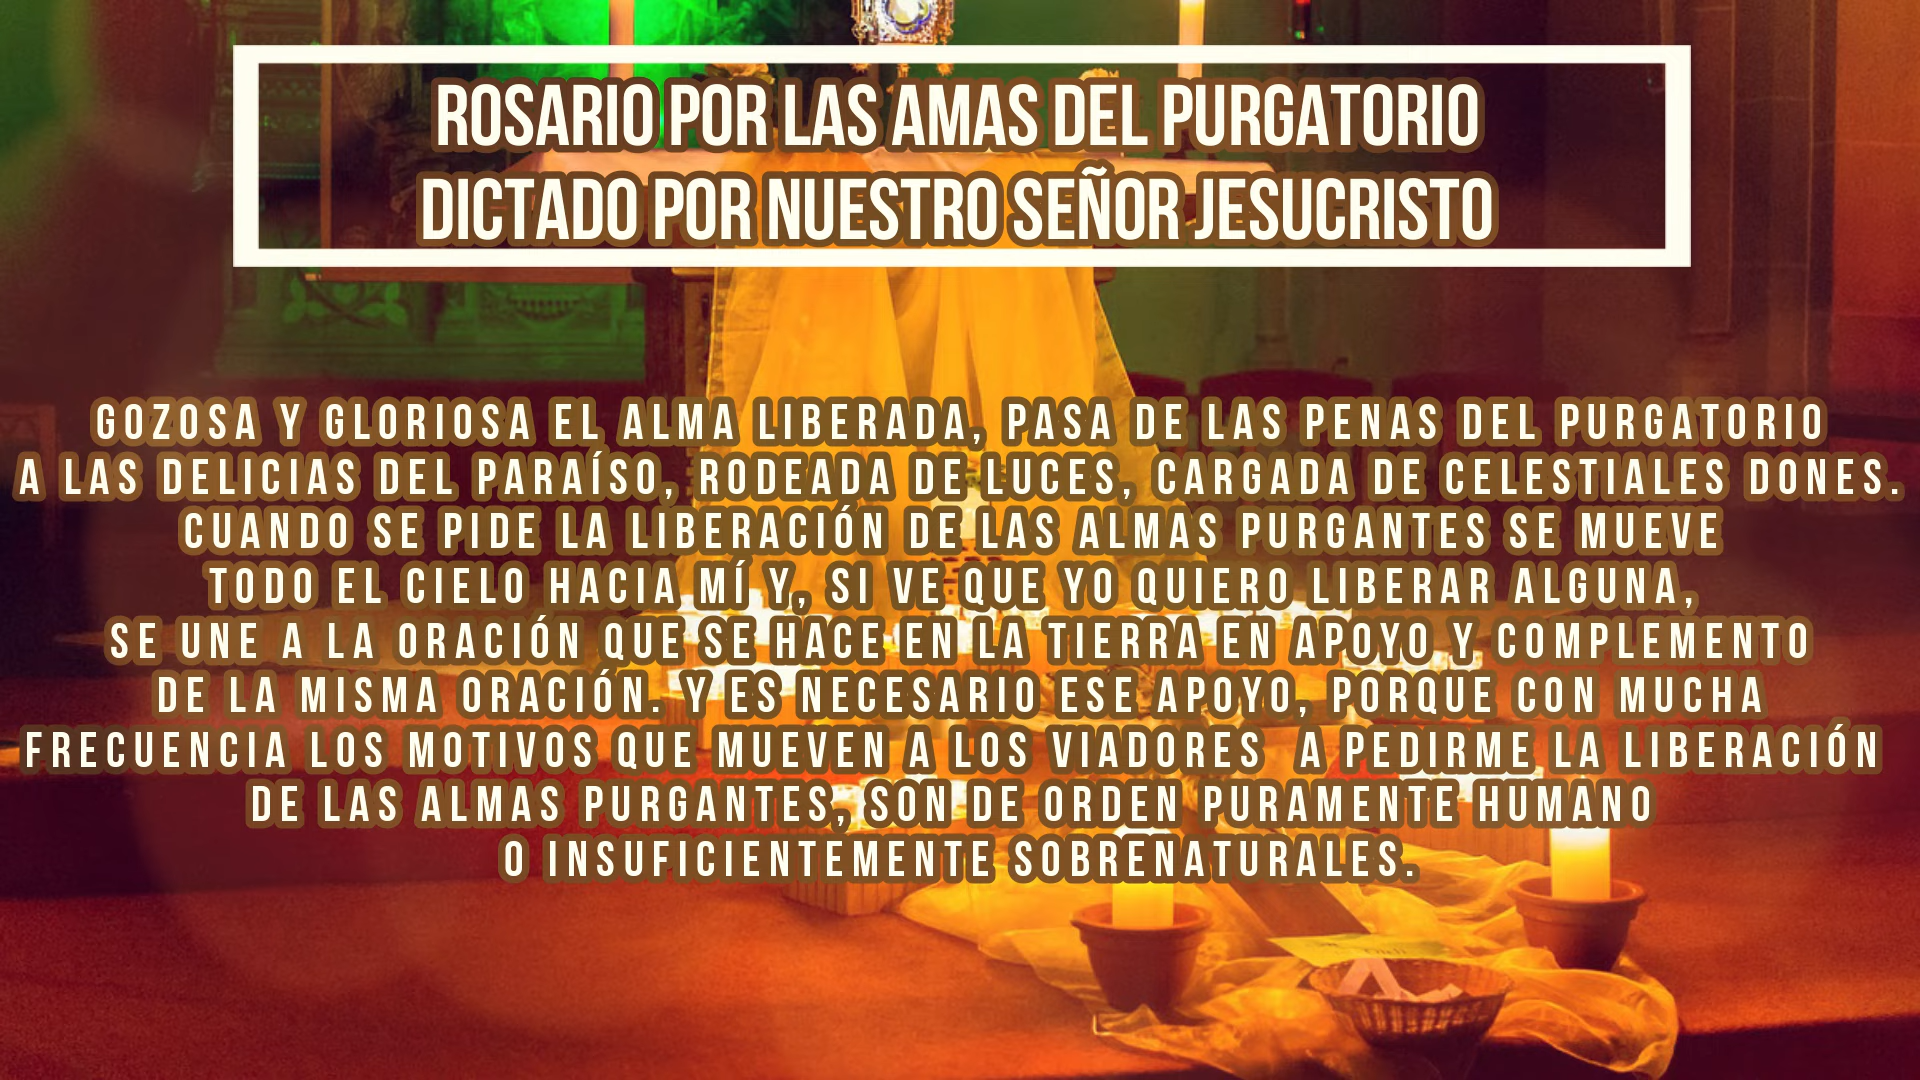 ROSARIO POR LAS AMAS DEL PURGATORIO
DICTADO POR NUESTRO SEÑOR JESUCRISTO
GOZOSA Y GLORIOSA EL ALMA LIBERADA, PASA DE LAS PENAS DEL PURGATORIO
A LAS DELICIAS DEL PARAÍSO, RODEADA DE LUCES, CARGADA DE CELESTIALES DONES.
CUANDO SE PIDE LA LIBERACIÓN DE LAS ALMAS PURGANTES SE MUEVE
TODO EL CIELO HACIA MÍ Y, SI VE QUE YO QUIERO LIBERAR ALGUNA,
SE UNE A LA ORACIÓN QUE SE HACE EN LA TIERRA EN APOYO Y COMPLEMENTO
DE LA MISMA ORACIÓN. Y ES NECESARIO ESE APOYO, PORQUE CON MUCHA
FRECUENCIA LOS MOTIVOS QUE MUEVEN A LOS VIADORES A PEDIRME LA LIBERACIÓN
DE LAS ALMAS PURGANTES, SON DE ORDEN PURAMENTE HUMANO
O INSUFICIENTEMENTE SOBRENATURALES.